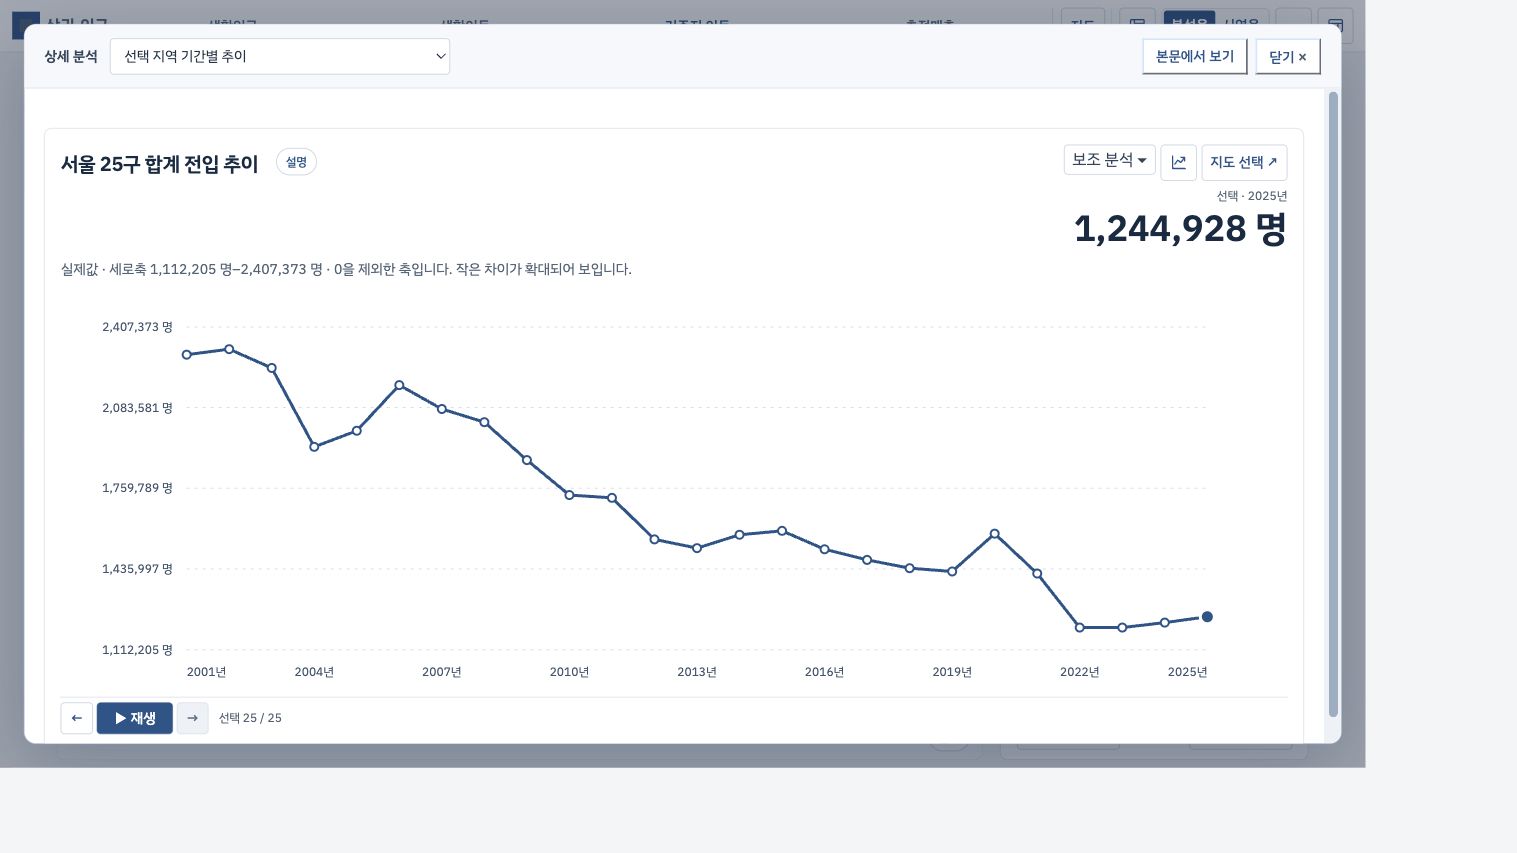 상세 분석
선택 지역 기간별 추이
본문에서 보기
닫기 ×
서울 25구 합계 전입 추이
설명
보조 분석
지도 선택 ↗
선택 · 2025년
1,244,928 명
실제값 · 세로축 1,112,205 명–2,407,373 명 · 0을 제외한 축입니다. 작은 차이가 확대되어 보입니다.
2,407,373 명
2,083,581 명
1,759,789 명
1,435,997 명
1,112,205 명
2001년 2004년 2007년 2010년 2013년 2016년 2019년 2022년 2025년
← ▶ 재생 → 선택 25 / 25